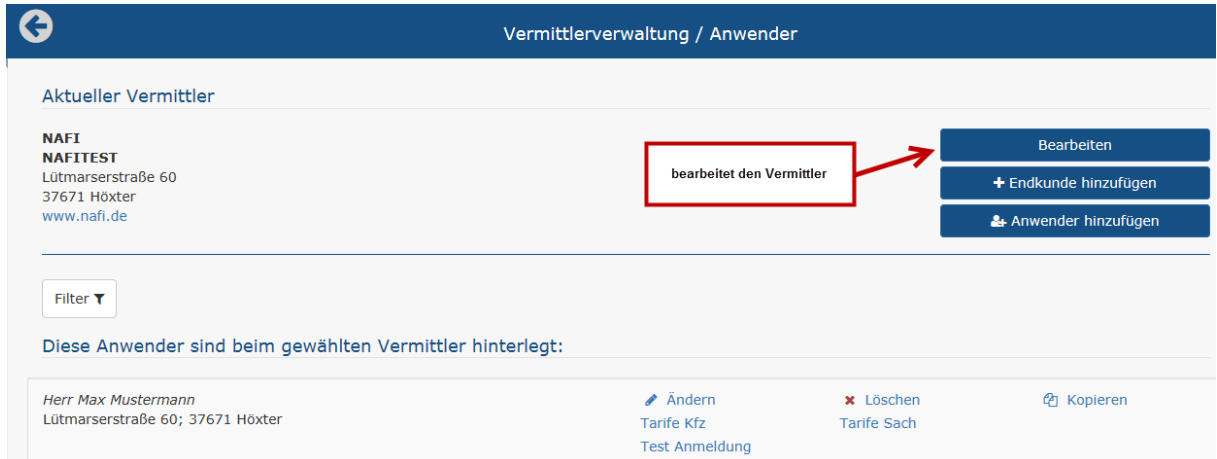 Vermittlerverwaltung / Anwender
Aktueller Vermittler
NAFI
NAFITEST
Lütmarserstraße 60
37671 Höxter
www.nafi.de
bearbeitet den Vermittler
Bearbeiten
+ Endkunde hinzufügen
Anwender hinzufügen
Filter
Diese Anwender sind beim gewählten Vermittler hinterlegt:
Herr Max Mustermann
Lütmarserstraße 60; 37671 Höxter
Ändern
Löschen
Kopieren
Tarife Kfz
Tarife Sach
Test Anmeldung